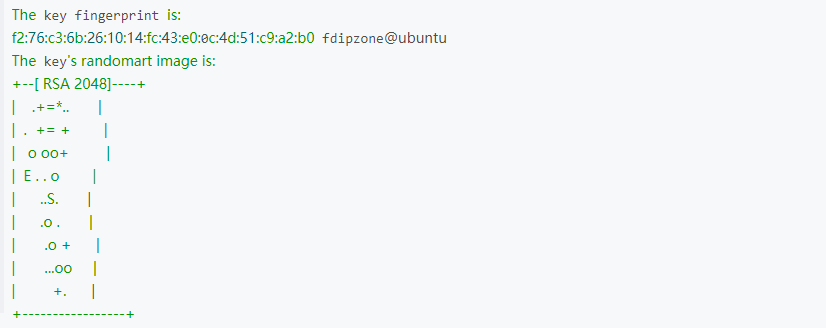 The key fingerprint is:
f2:76:c3:6b:26:10:14:fc:43:e0:0c:4d:51:c9:a2:b0 fdipzone@ubuntu
The key's randomart image is:
+--[ RSA 2048]----+
|    .+=*..      |
| .  += +       |
|  o oo+        |
| E . . o       |
|      ..S.      |
|      .o .      |
|       .o +     |
|       ...oo    |
|         +.     |
+-----------------+